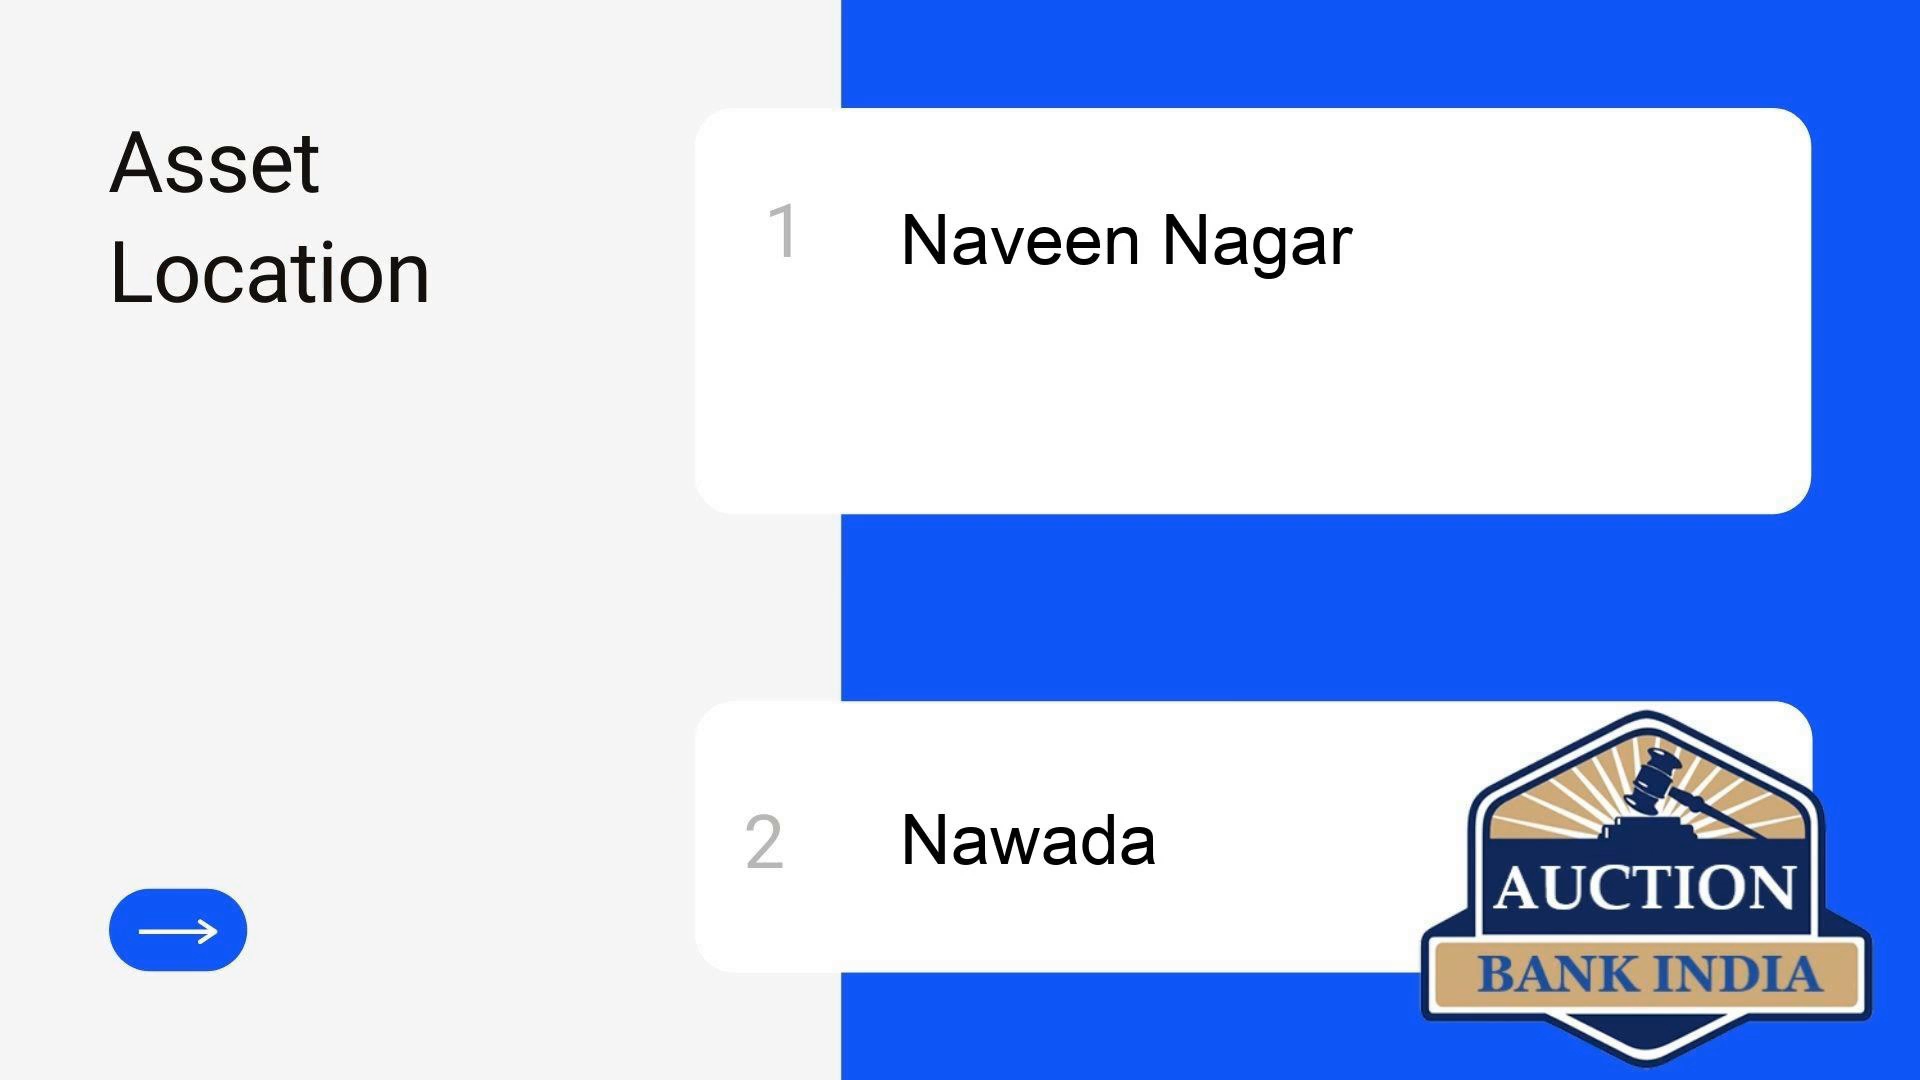 Asset
Location
1
Naveen Nagar
2
Nawada
AUCTION
BANK INDIA